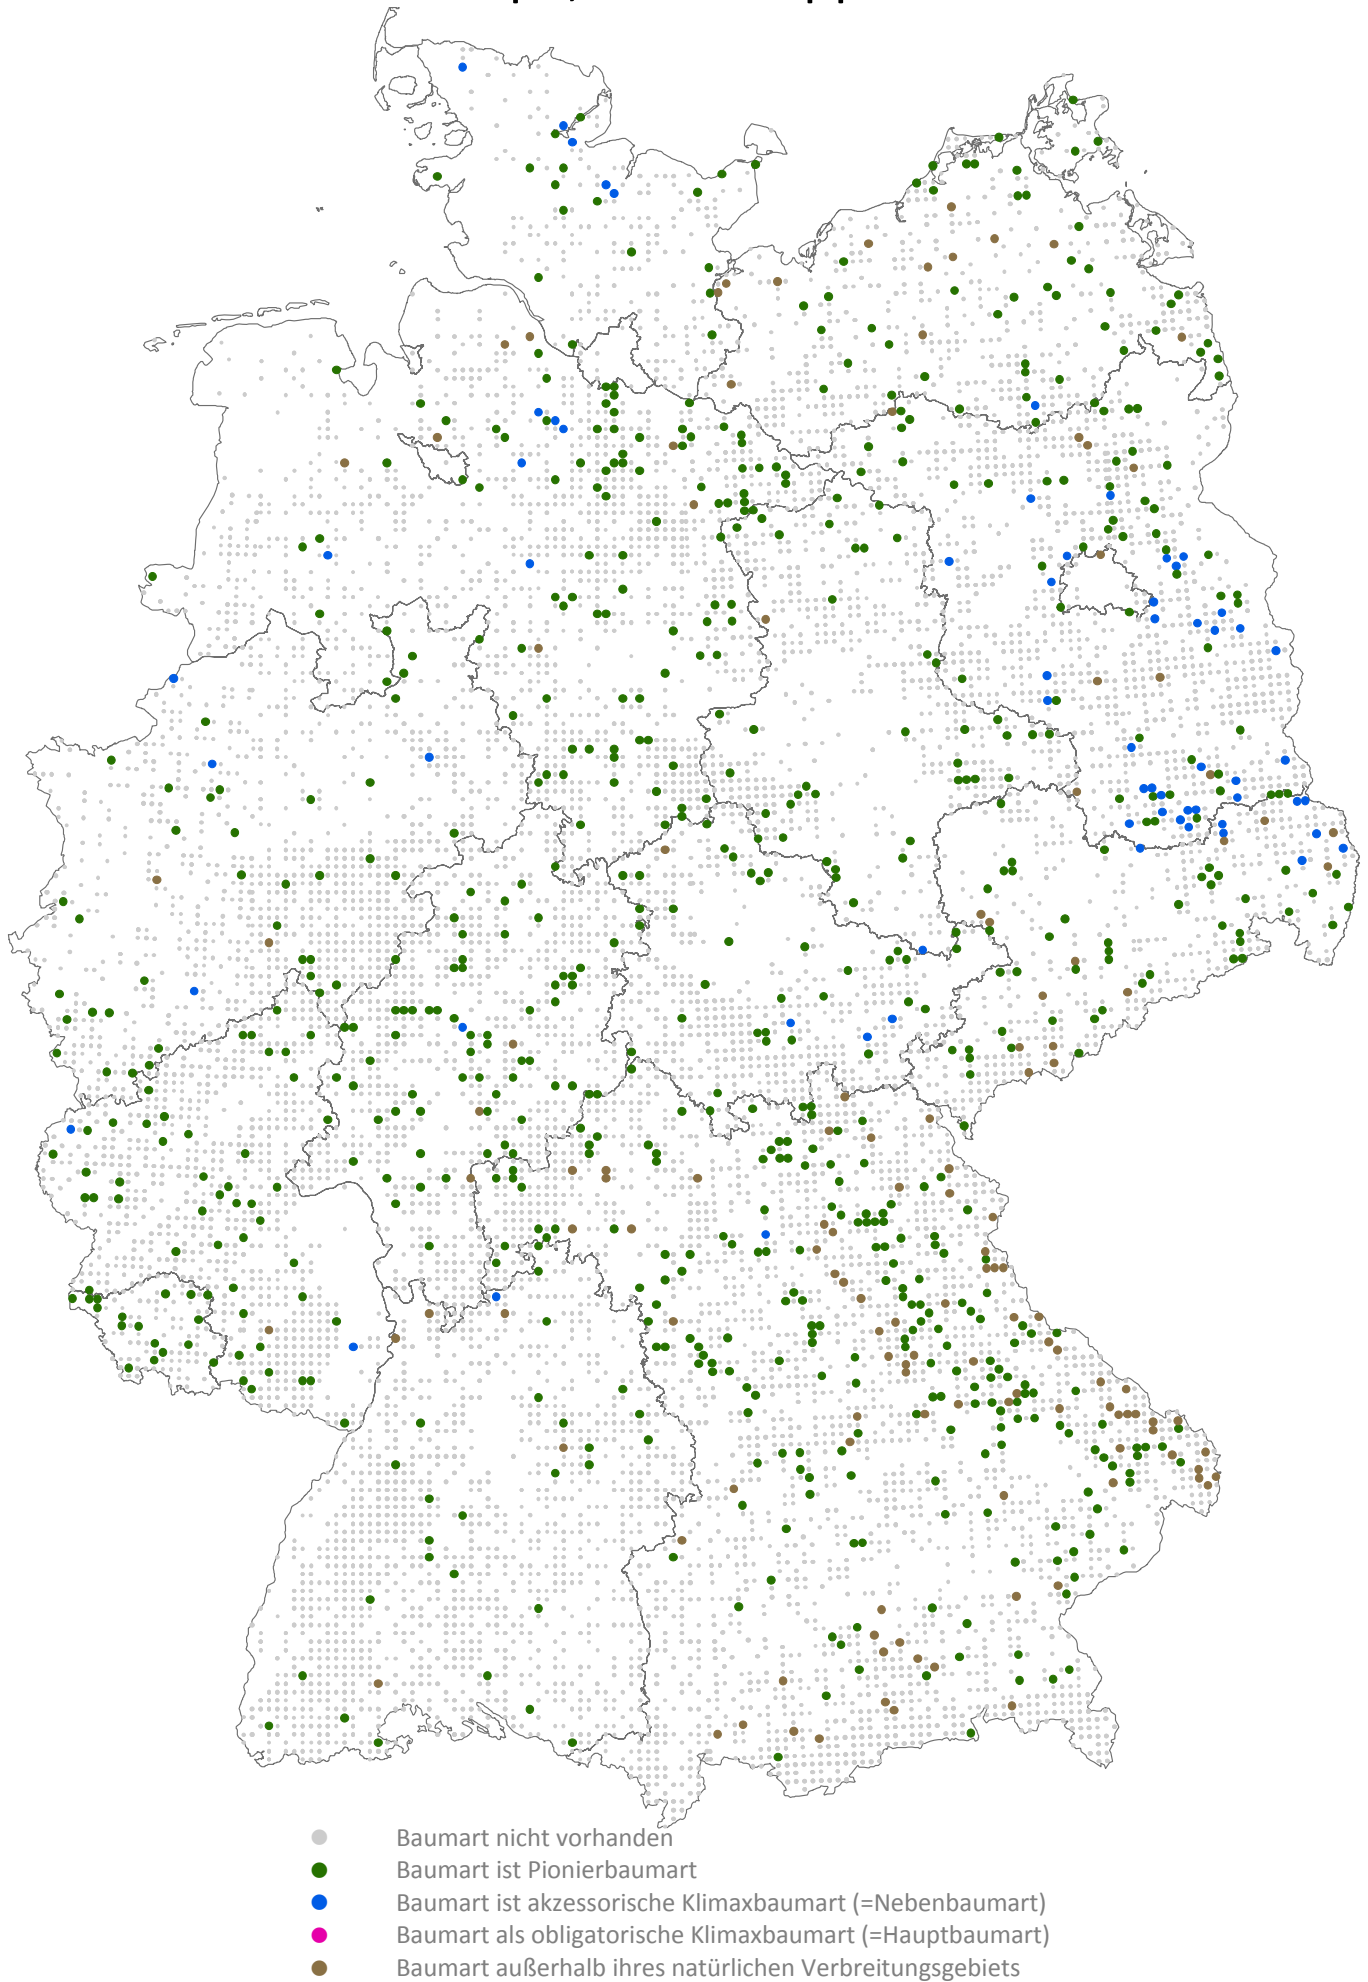 Baumart nicht vorhanden
Baumart ist Pionierbaumart
Baumart ist akzessorische Klimaxbaumart (=Nebenbaumart)
Baumart als obligatorische Klimaxbaumart (=Hauptbaumart)
Baumart außerhalb ihres natürlichen Verbreitungsgebiets